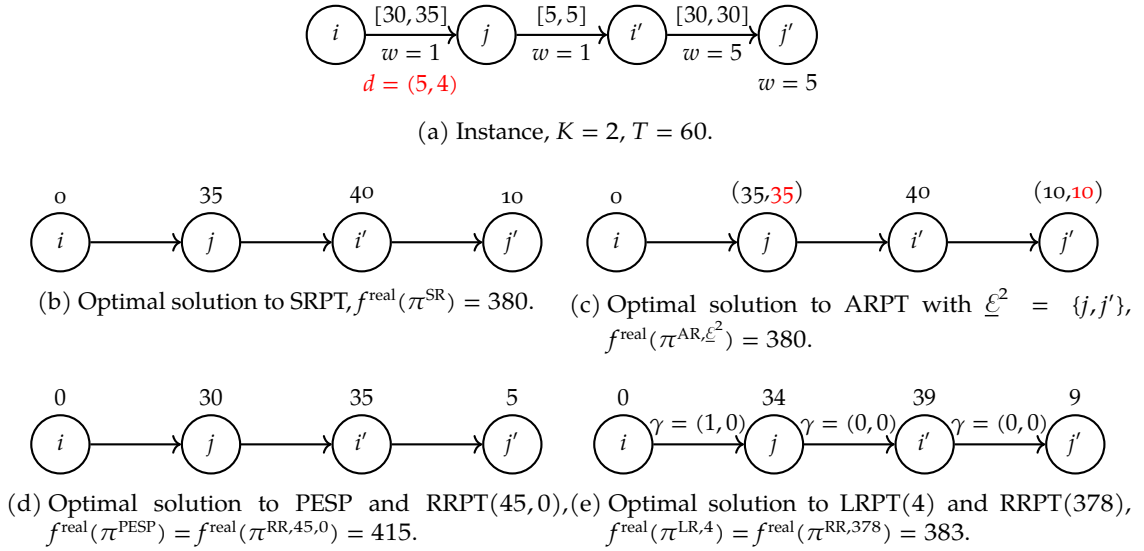 [30, 35] [5, 5] [30, 30]
i j i′ j′
w = 1 w = 1 w = 5
d = (5, 4) w = 5
(a) Instance, K = 2, T = 60.
0 35 40 10
i j i′ j′
(b) Optimal solution to SRPT, f^real(π^SR) = 380.
0 (35,35) 40 (10,10)
i j i′ j′
(c) Optimal solution to ARPT with ℰ̲² = {j, j′},
f^real(π^{AR,ℰ̲²}) = 380.
0 30 35 5
i j i′ j′
(d) Optimal solution to PESP and RRPT(45, 0),
f^real(π^PESP) = f^real(π^{RR,45,0}) = 415.
0 34 39 9
γ = (1, 0) γ = (0, 0) γ = (0, 0)
i j i′ j′
(e) Optimal solution to LRPT(4) and RRPT(378),
f^real(π^{LR,4}) = f^real(π^{RR,378}) = 383.